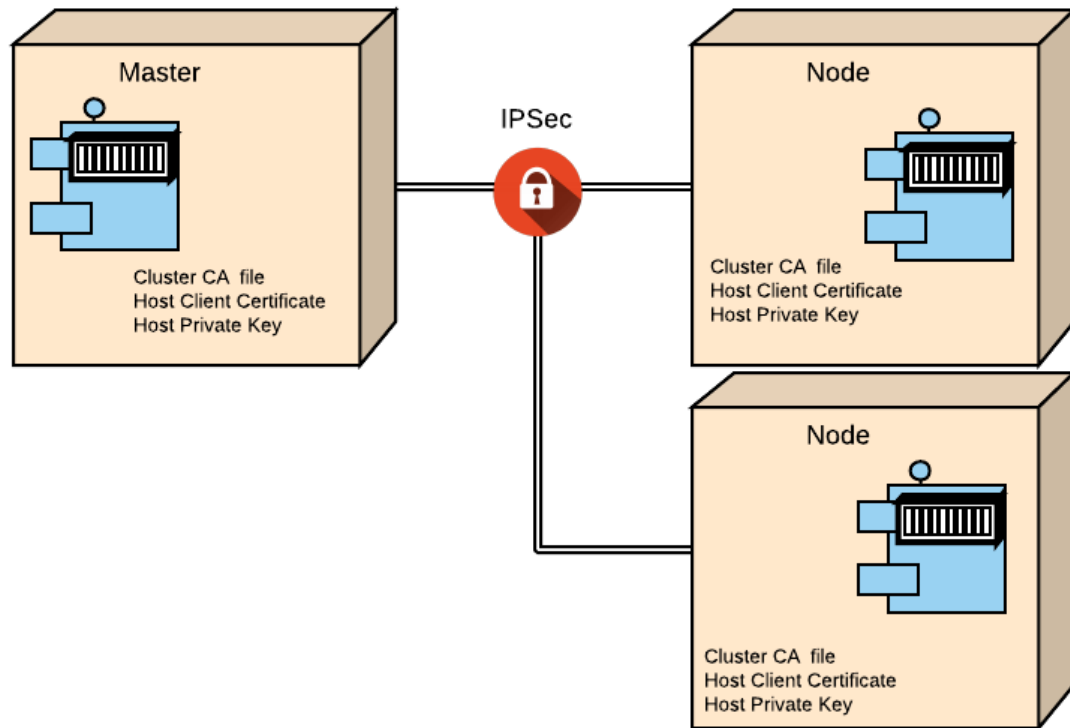 Master
Cluster CA file
Host Client Certificate
Host Private Key
IPSec
Node
Cluster CA file
Host Client Certificate
Host Private Key
Node
Cluster CA file
Host Client Certificate
Host Private Key